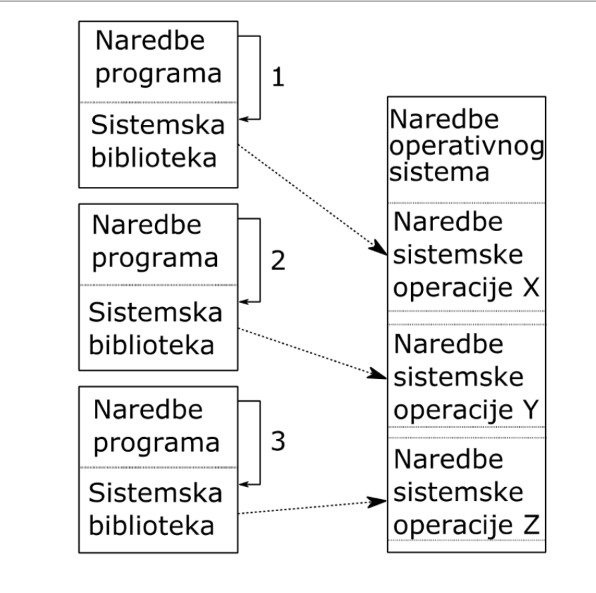 Naredbe
programa
1
Sistemska
biblioteka
Naredbe
programa
2
Sistemska
biblioteka
Naredbe
programa
3
Sistemska
biblioteka
Naredbe
operativnog
sistema
Naredbe
sistemske
operacije X
Naredbe
sistemske
operacije Y
Naredbe
sistemske
operacije Z